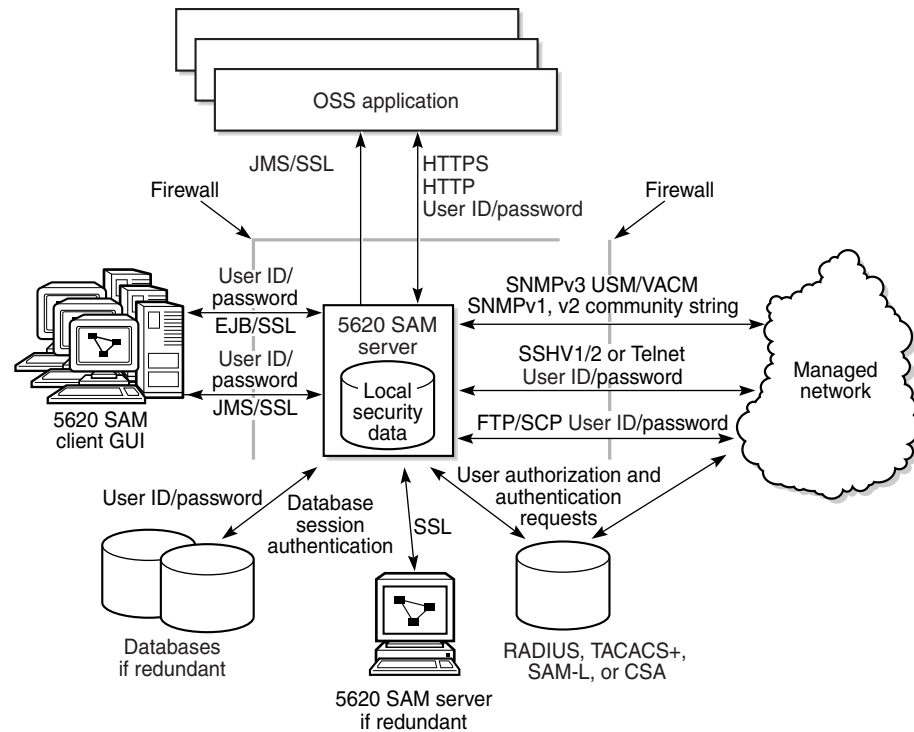 OSS application
JMS/SSL
HTTPS
HTTP
User ID/password
Firewall
Firewall
User ID/
password
EJB/SSL
User ID/
password
JMS/SSL
5620 SAM
client GUI
5620 SAM
server
Local
security
data
SNMPv3 USM/VACM
SNMPv1, v2 community string
SSHV1/2 or Telnet
User ID/password
FTP/SCP User ID/password
Managed
network
User ID/password
Database
session
authentication
SSL
User authorization and
authentication
requests
Databases
if redundant
5620 SAM server
if redundant
RADIUS, TACACS+,
SAM-L, or CSA